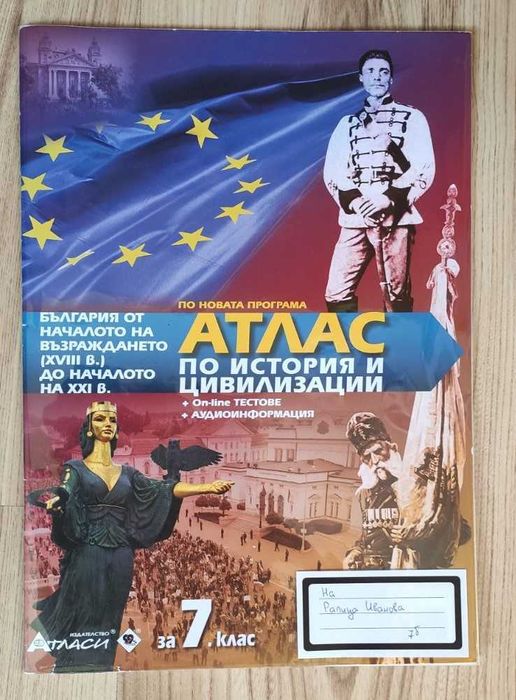 ПО НОВАТА ПРОГРАМА
АТЛАС
ПО ИСТОРИЯ И
ЦИВИЛИЗАЦИИ
+ On-line ТЕСТОВЕ
+ АУДИОИНФОРМАЦИЯ
БЪЛГАРИЯ ОТ
НАЧАЛОТО НА
ВЪЗРАЖДАНЕТО
(XVIII В.)
ДО НАЧАЛОТО
НА XXI В.
ИЗДАТЕЛСТВО
АТЛАСИ®
за 7. клас
На
Рапица Иванова
7б